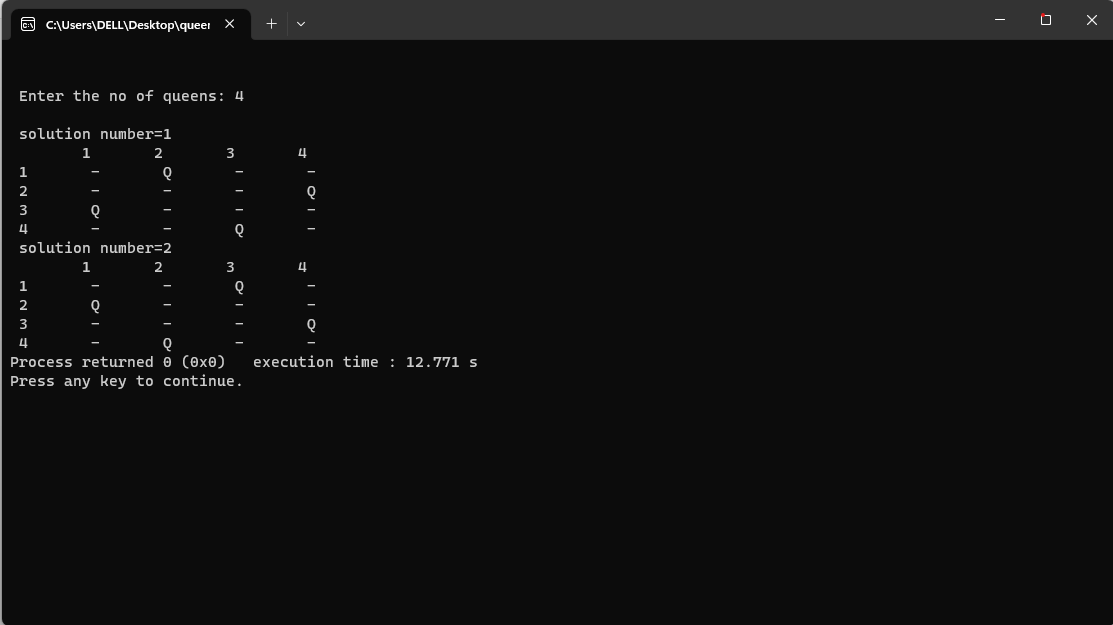 C:\Users\DELL\Desktop\queer
Enter the no of queens: 4
solution number=1
1 2 3 4
1 - Q - -
2 - - - Q
3 Q - - -
4 - - Q -
solution number=2
1 2 3 4
1 - - Q -
2 Q - - -
3 - - - Q
4 - Q - -
Process returned 0 (0x0)   execution time : 12.771 s
Press any key to continue.